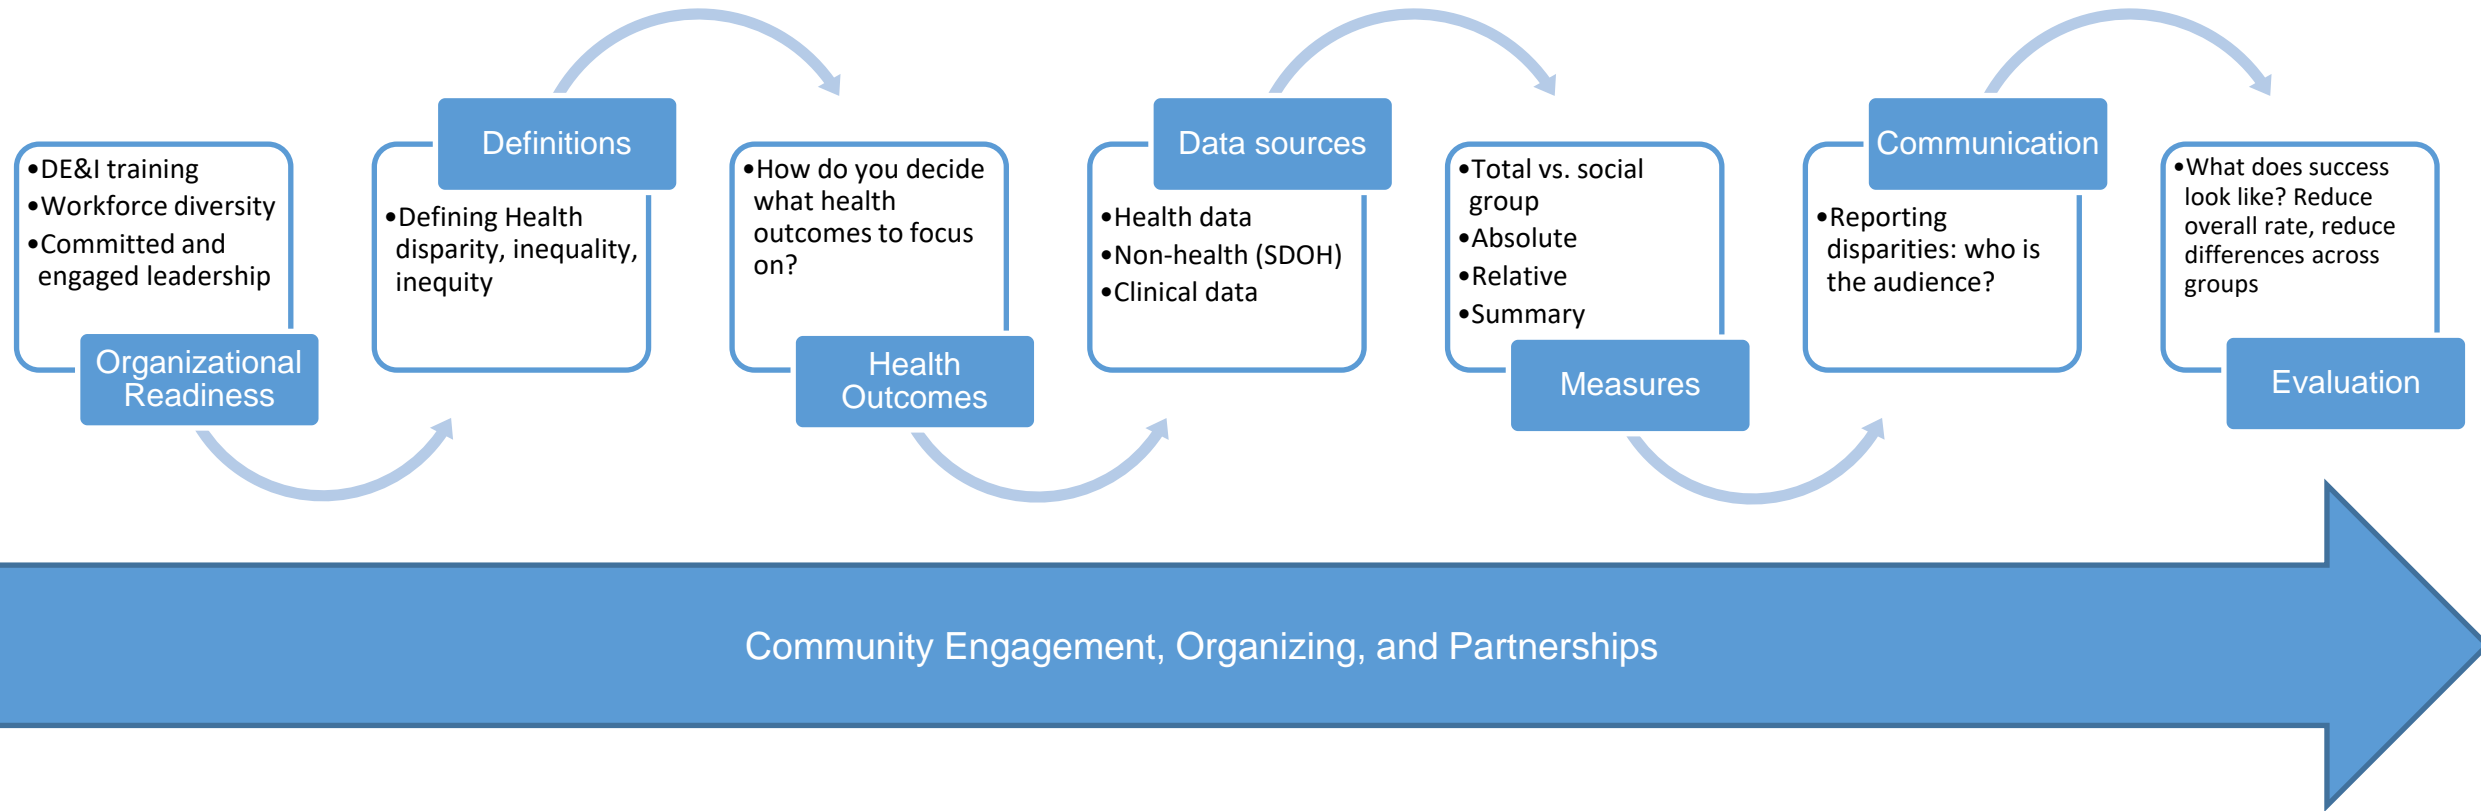 •DE&I training
•Workforce diversity
•Committed and
engaged leadership
Organizational
Readiness
Definitions
•Defining Health
disparity, inequality,
inequity
•How do you decide
what health
outcomes to focus
on?
Health
Outcomes
Data sources
•Health data
•Non-health (SDOH)
•Clinical data
•Total vs. social
group
•Absolute
•Relative
•Summary
Measures
Communication
•Reporting
disparities: who is
the audience?
•What does success
look like? Reduce
overall rate, reduce
differences across
groups
Evaluation
Community Engagement, Organizing, and Partnerships